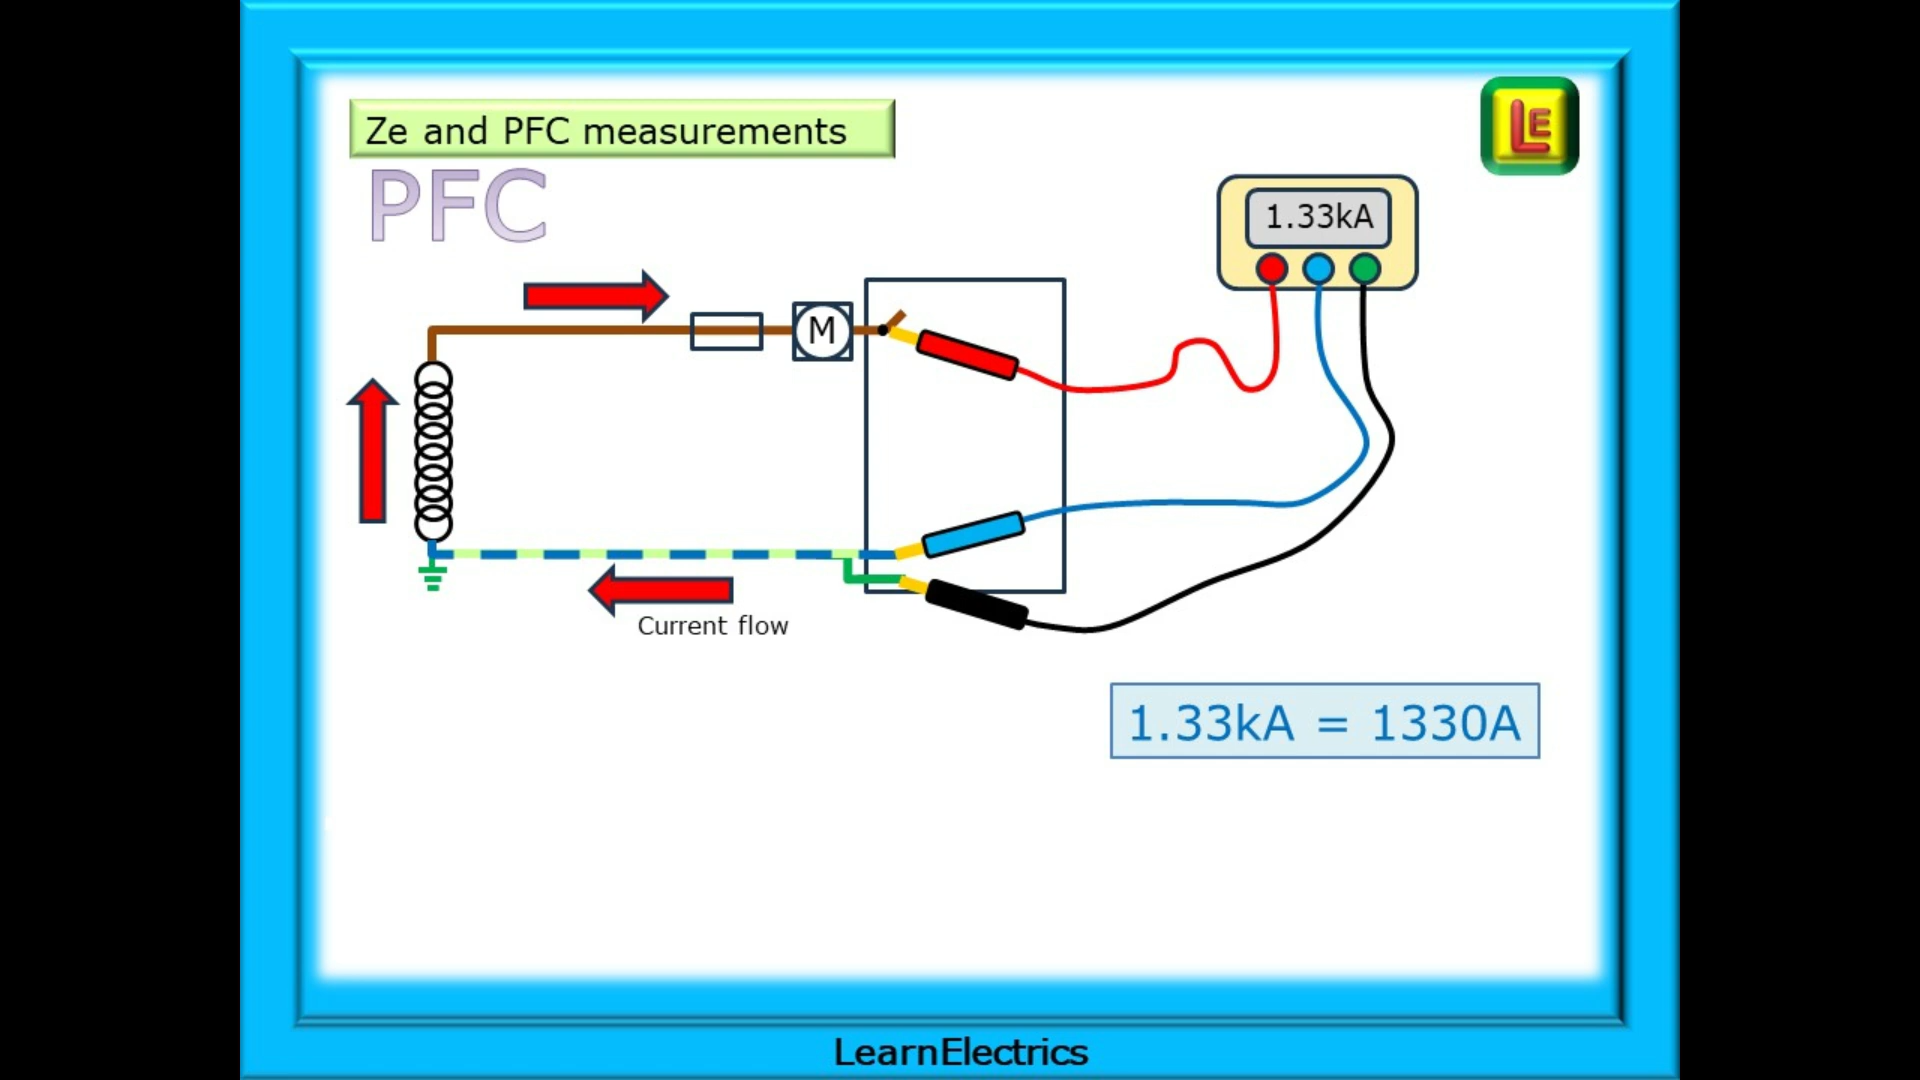 Ze and PFC measurements
LE
PFC
1.33kA
M
Current flow
1.33kA = 1330A
LearnElectrics